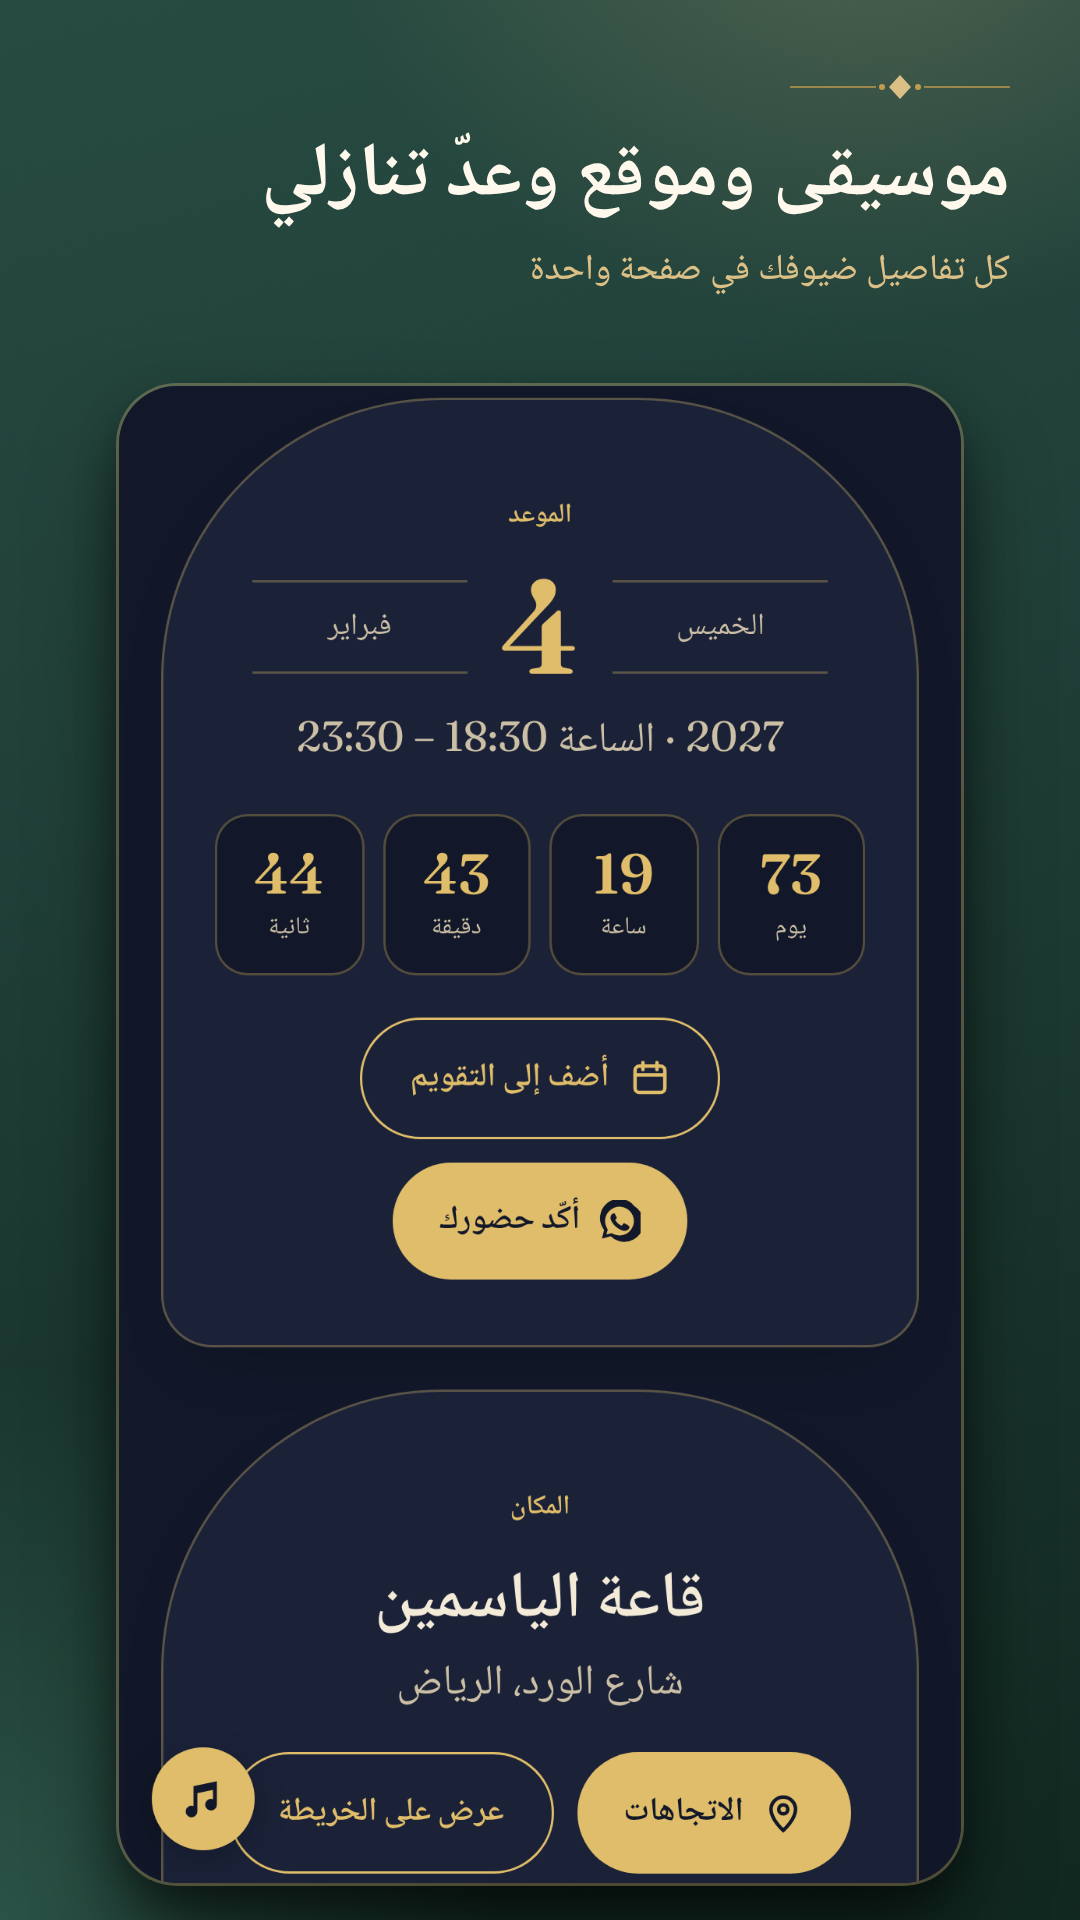 موسيقى وموقع وعدّ تنازلي
كل تفاصيل ضيوفك في صفحة واحدة
الموعد
الخميس 4 فبراير
2027 · الساعة 18:30 – 23:30
73 19 43 44
يوم ساعة دقيقة ثانية
أضف إلى التقويم
أكّد حضورك
المكان
قاعة الياسمين
شارع الورد، الرياض
الاتجاهات عرض على الخريطة